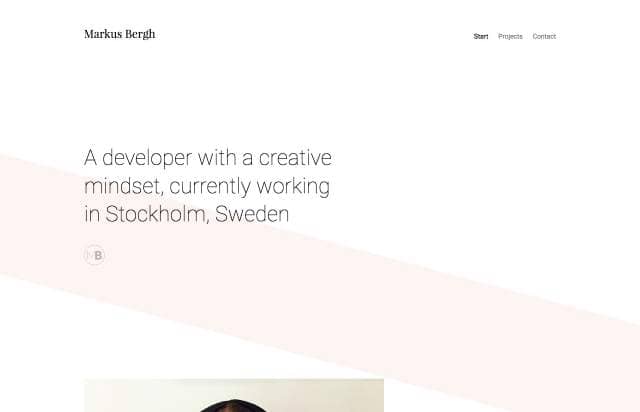 Markus Bergh
Start Projects Contact
A developer with a creative
mindset, currently working
in Stockholm, Sweden
MB